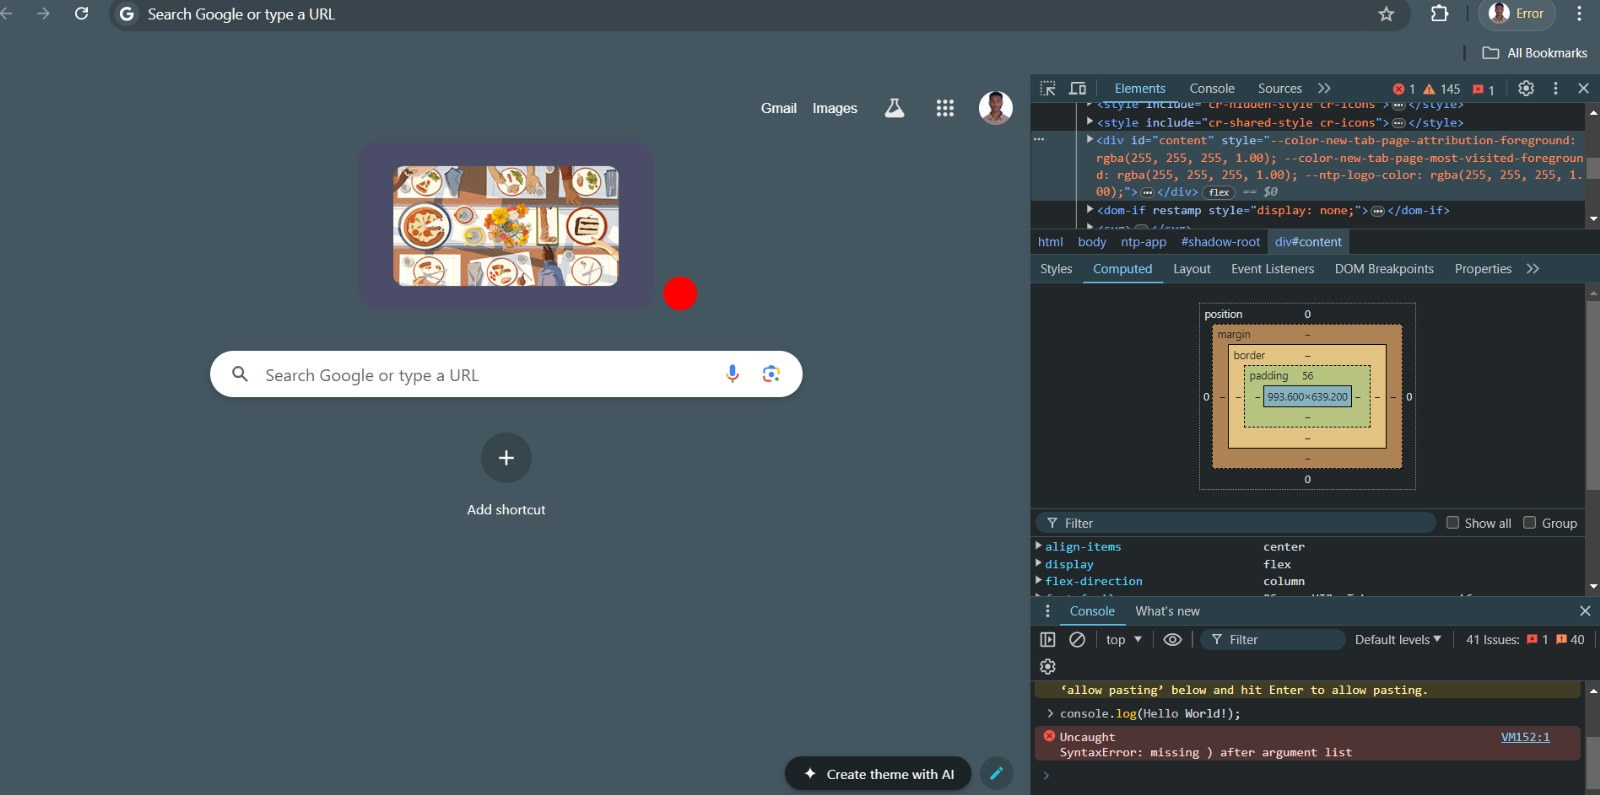 Search Google or type a URL
Error
All Bookmarks
Gmail Images
Search Google or type a URL
Add shortcut
Create theme with AI
Elements Console Sources 1 145 1
<style include="cr-hidden-style cr-icons">…</style>
<style include="cr-shared-style cr-icons">…</style>
<div id="content" style="--color-new-tab-page-attribution-foreground:
rgba(255, 255, 255, 1.00); --color-new-tab-page-most-visited-foregroun
d: rgba(255, 255, 255, 1.00); --ntp-logo-color: rgba(255, 255, 255, 1.
00);">…</div> flex == $0
<dom-if restamp style="display: none;">…</dom-if>
html body ntp-app #shadow-root div#content
Styles Computed Layout Event Listeners DOM Breakpoints Properties
position 0
margin –
border –
padding 56
0 – – – 993.600×639.200 – – – 0
–
–
–
0
Filter Show all Group
align-items center
display flex
flex-direction column
Console What's new
top Filter Default levels 41 Issues: 1 40
‘allow pasting’ below and hit Enter to allow pasting.
console.log(Hello World!);
Uncaught VM152:1
SyntaxError: missing ) after argument list